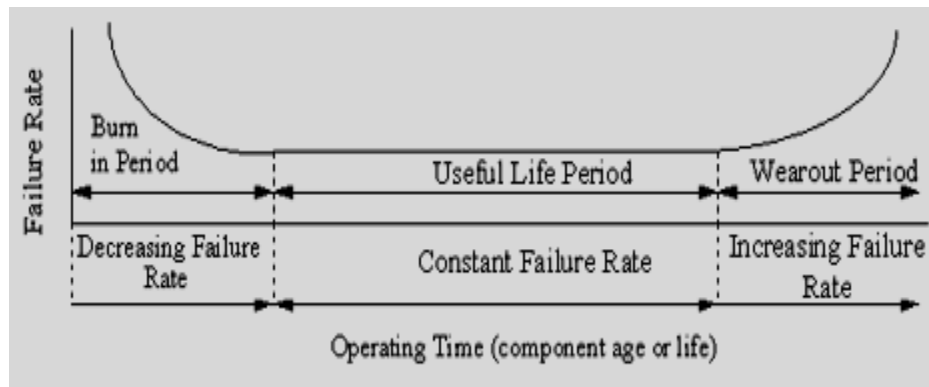 Failure Rate
Burn
in Period
Useful Life Period
Wearout Period
Decreasing Failure
Rate
Constant Failure Rate
Increasing Failure
Rate
Operating Time (component age or life)